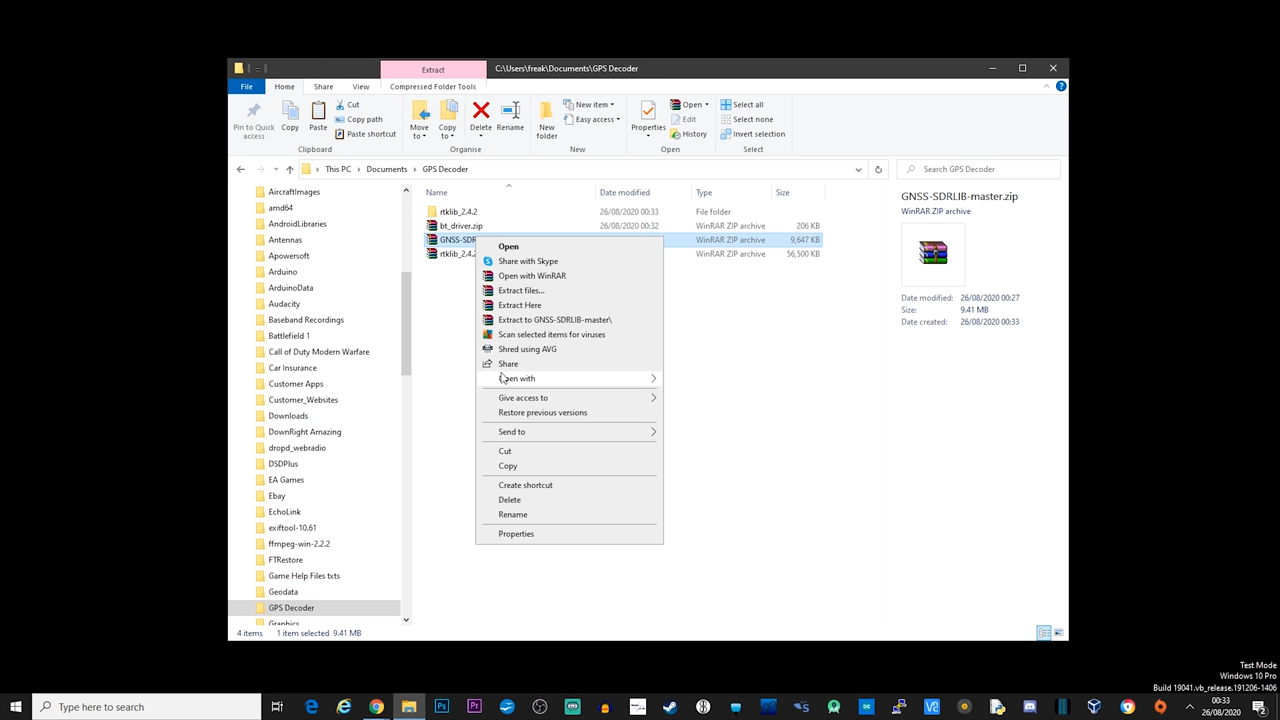 Extract
C:\Users\freak\Documents\GPS Decoder
File
Home
Share
View
Compressed Folder Tools
Pin to Quick access
Copy
Paste
Cut
Copy path
Paste shortcut
Clipboard
Move to
Copy to
Delete
Rename
Organise
New folder
New item
Easy access
New
Properties
Open
Edit
History
Open
Select all
Select none
Invert selection
Select
This PC
Documents
GPS Decoder
Search GPS Decoder
AircraftImages
amd64
AndroidLibraries
Antennas
Apowersoft
Arduino
ArduinoData
Audacity
Baseband Recordings
Battlefield 1
Call of Duty Modern Warfare
Car Insurance
Customer Apps
Customer_Websites
Downloads
DownRight Amazing
dropd_webradio
DSDPlus
EA Games
Ebay
EchoLink
exiftool-10.61
ffmpeg-win-2.2.2
FTRestore
Game Help Files txts
Geodata
GPS Decoder
Graphics
Name Date modified Type Size
rtklib_2.4.2 26/08/2020 00:33 File folder
bt_driver.zip 26/08/2020 00:32 WinRAR ZIP archive 206 KB
GNSS-SDR WinRAR ZIP archive 9,647 KB
rtklib_2.4.2 WinRAR ZIP archive 56,500 KB
Open
Share with Skype
Open with WinRAR
Extract files...
Extract Here
Extract to GNSS-SDRLIB-master\
Scan selected items for viruses
Shred using AVG
Share
Open with
Give access to
Restore previous versions
Send to
Cut
Copy
Create shortcut
Delete
Rename
Properties
GNSS-SDRLIB-master.zip
WinRAR ZIP archive
Date modified: 26/08/2020 00:27
Size: 9.41 MB
Date created: 26/08/2020 00:33
4 items 1 item selected 9.41 MB
Test Mode
Windows 10 Pro
Build 19041.vb_release.191206-1406
Type here to search
Ps
Pr
00:33
26/08/2020